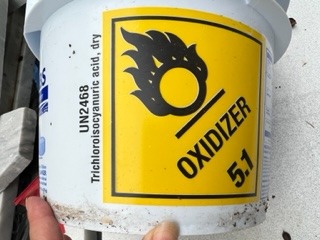 UN2468
Trichloroisocyanuric acid, dry
OXIDIZER
5.1